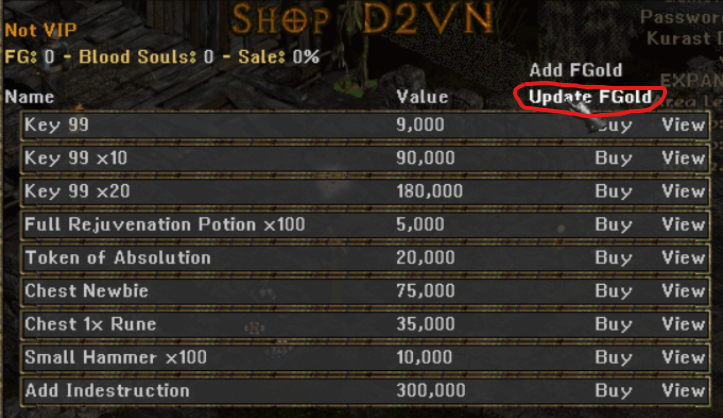 Shop D2VN
Not VIP
FG: 0 - Blood Souls: 0 - Sale: 0%
Add FGold
Name Value Update FGold
Key 99 9,000 Buy View
Key 99 x10 90,000 Buy View
Key 99 x20 180,000 Buy View
Full Rejuvenation Potion x100 5,000 Buy View
Token of Absolution 20,000 Buy View
Chest Newbie 75,000 Buy View
Chest 1x Rune 35,000 Buy View
Small Hammer x100 10,000 Buy View
Add Indestruction 300,000 Buy View
Kurast